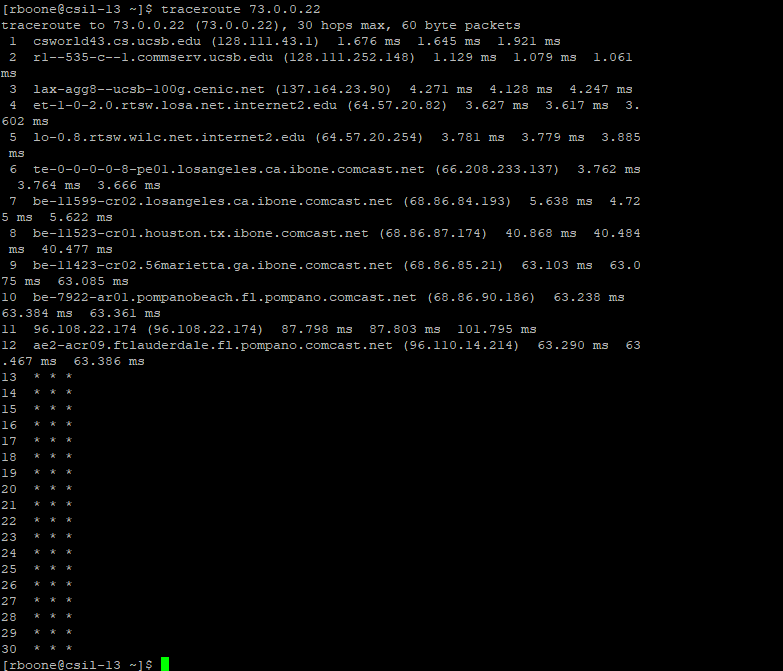 [rboone@csil-13 ~]$ traceroute 73.0.0.22
traceroute to 73.0.0.22 (73.0.0.22), 30 hops max, 60 byte packets
 1  csworld43.cs.ucsb.edu (128.111.43.1)  1.676 ms  1.645 ms  1.921 ms
 2  r1--535-c--1.commserv.ucsb.edu (128.111.252.148)  1.129 ms  1.079 ms  1.061
ms
 3  lax-agg8--ucsb-100g.cenic.net (137.164.23.90)  4.271 ms  4.128 ms  4.247 ms
 4  et-1-0-2.0.rtsw.losa.net.internet2.edu (64.57.20.82)  3.627 ms  3.617 ms  3.
602 ms
 5  lo-0.8.rtsw.wilc.net.internet2.edu (64.57.20.254)  3.781 ms  3.779 ms  3.885
 ms
 6  te-0-0-0-0-8-pe01.losangeles.ca.ibone.comcast.net (66.208.233.137)  3.762 ms
  3.764 ms  3.666 ms
 7  be-11599-cr02.losangeles.ca.ibone.comcast.net (68.86.84.193)  5.638 ms  4.72
5 ms  5.622 ms
 8  be-11523-cr01.houston.tx.ibone.comcast.net (68.86.87.174)  40.868 ms  40.484
 ms  40.477 ms
 9  be-11423-cr02.56marietta.ga.ibone.comcast.net (68.86.85.21)  63.103 ms  63.0
75 ms  63.085 ms
10  be-7922-ar01.pompanobeach.fl.pompano.comcast.net (68.86.90.186)  63.238 ms
63.384 ms  63.361 ms
11  96.108.22.174 (96.108.22.174)  87.798 ms  87.803 ms  101.795 ms
12  ae2-acr09.ftlauderdale.fl.pompano.comcast.net (96.110.14.214)  63.290 ms  63
.467 ms  63.386 ms
13  * * *
14  * * *
15  * * *
16  * * *
17  * * *
18  * * *
19  * * *
20  * * *
21  * * *
22  * * *
23  * * *
24  * * *
25  * * *
26  * * *
27  * * *
28  * * *
29  * * *
30  * * *
[rboone@csil-13 ~]$